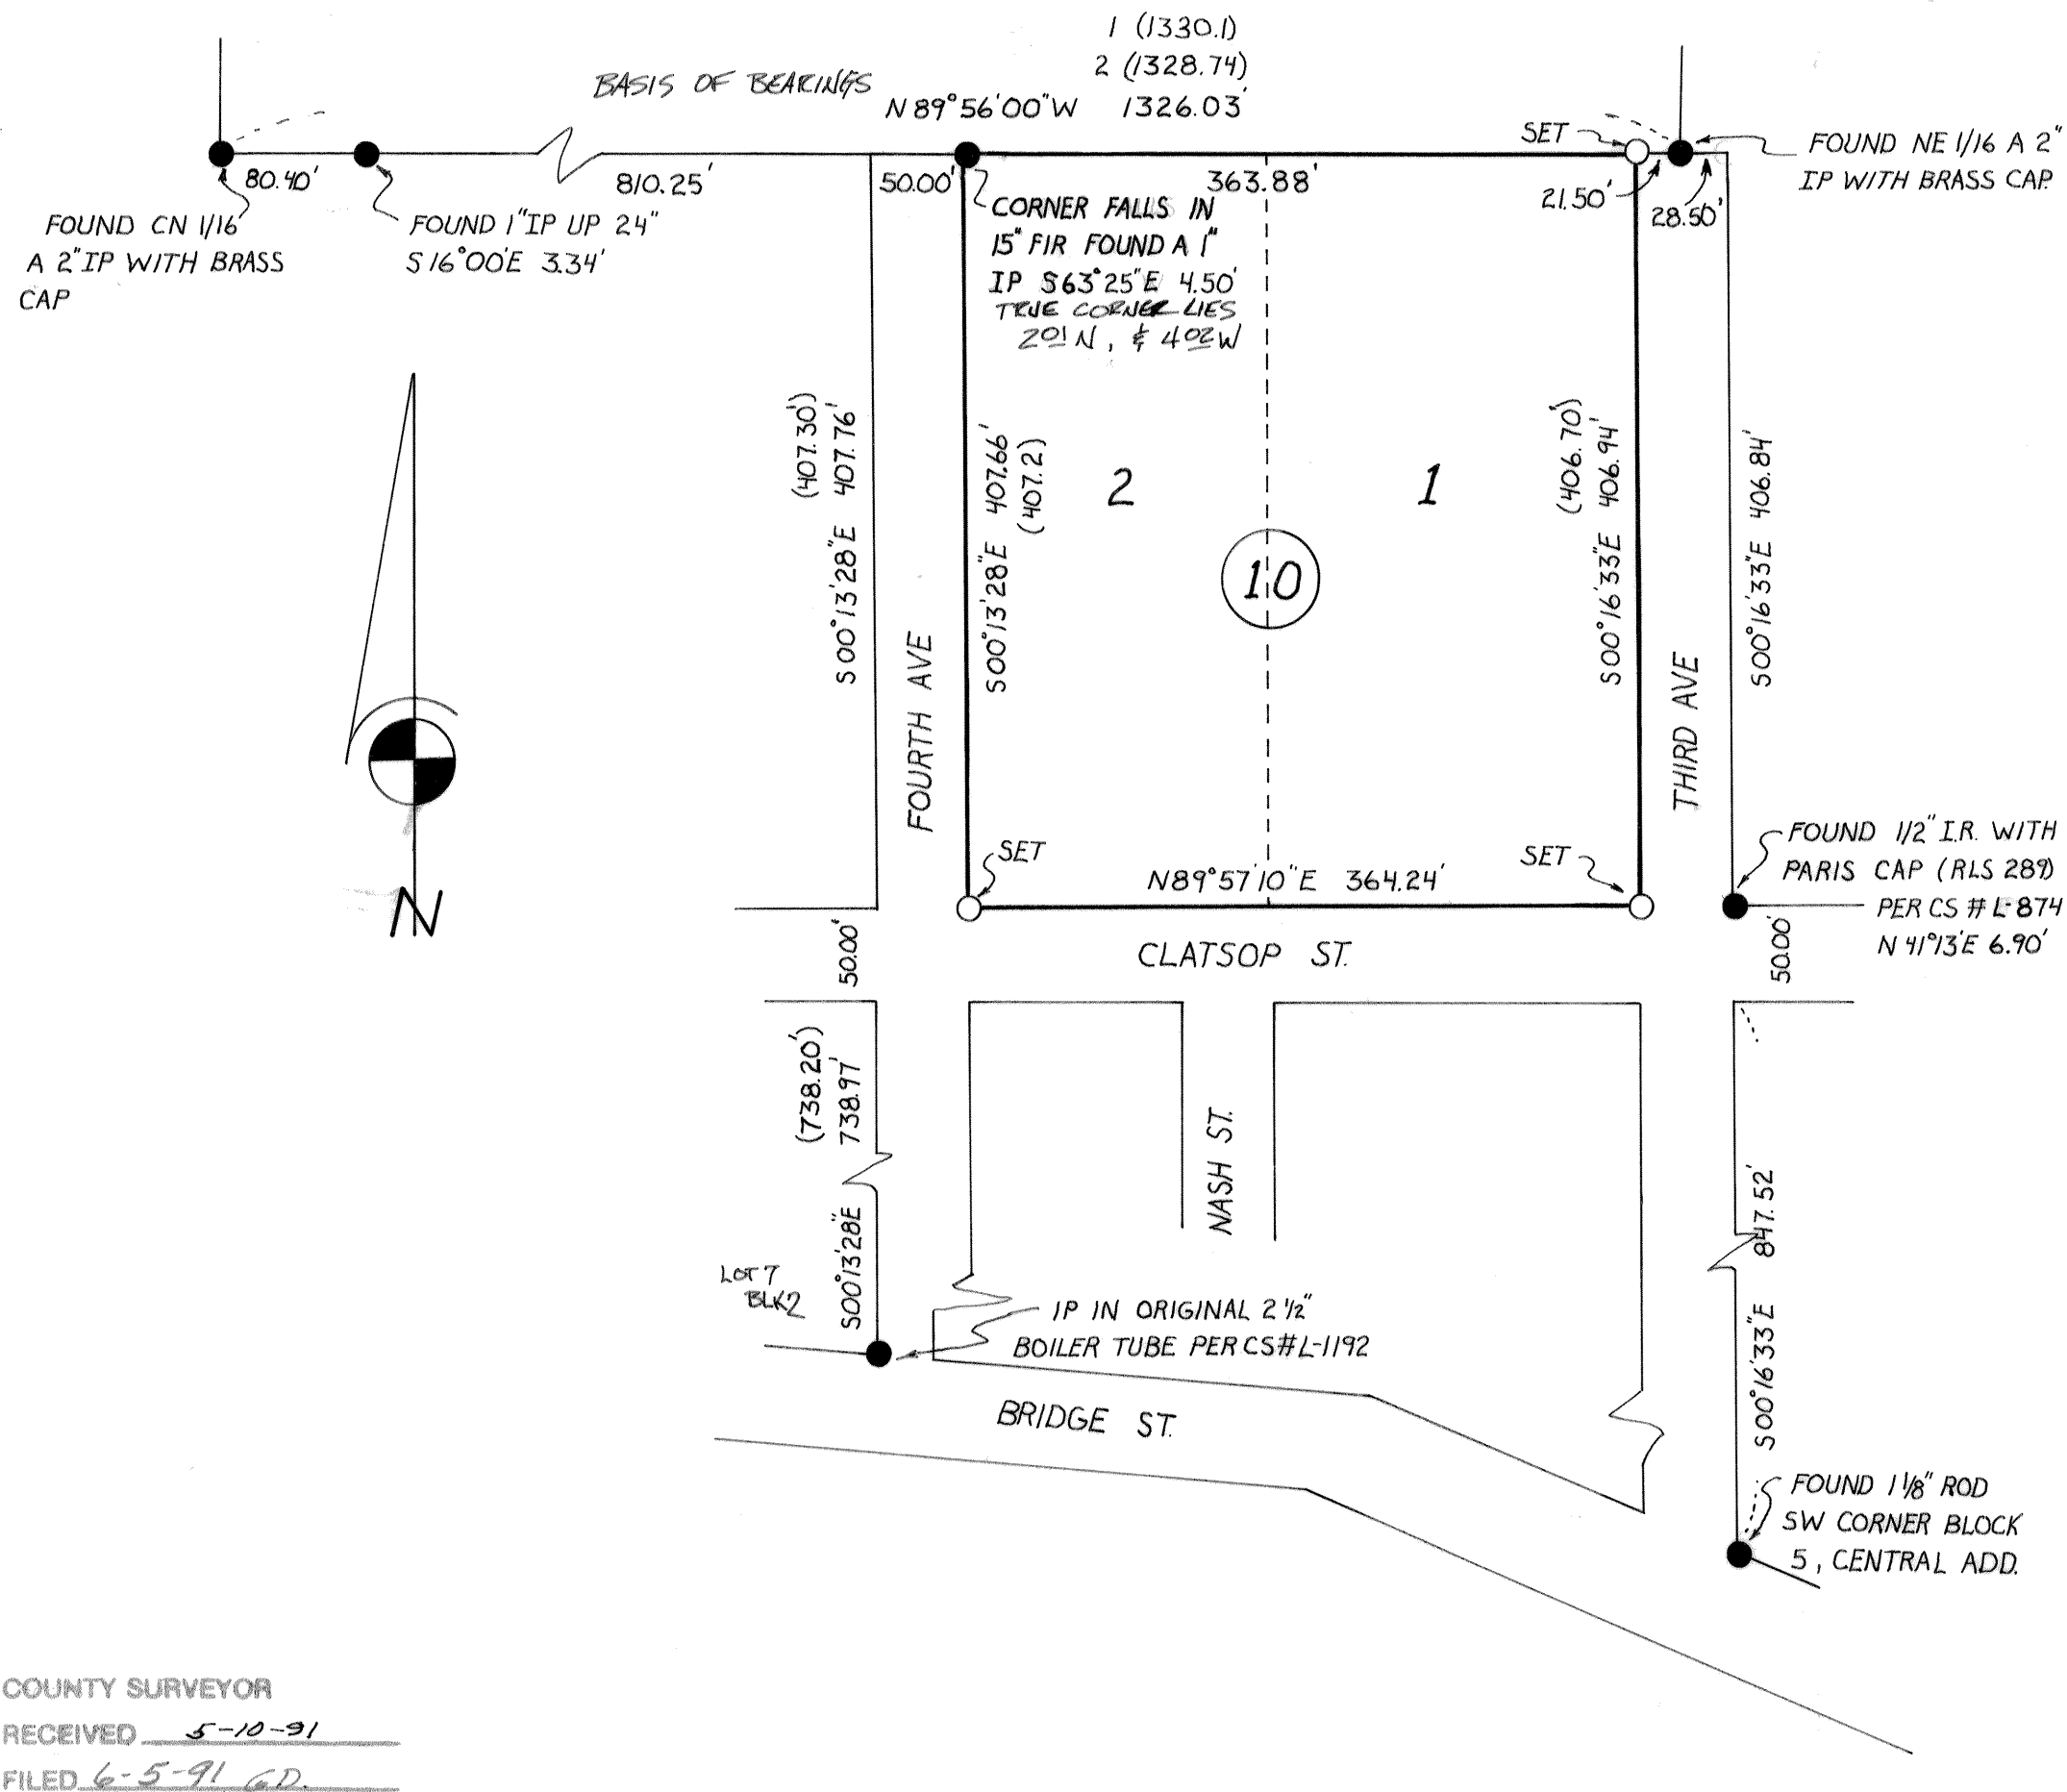 1 (1330.1)
2 (1328.74)
BASIS OF BEARINGS
N 89°56'00"W 1326.03'
SET
FOUND NE 1/16 A 2"
IP WITH BRASS CAP.
80.40'
810.25'
50.00'
363.88'
21.50'
28.50'
FOUND CN 1/16
A 2" IP WITH BRASS
CAP
FOUND 1" IP UP 24"
S 16°00'E 3.34'
CORNER FALLS IN
15" FIR FOUND A 1"
IP S63°25"E 4.50'
TRUE CORNER LIES
2.01 N, & 4.02 W
(407.30')
S 00°13'28"E 407.76'
S00°13'28"E 407.66'
(407.2)
2
1
(406.70')
S00°16'33"E 406.94'
S00°16'33"E 406.84'
10
FOURTH AVE
THIRD AVE
N
SET
SET
N89°57'10"E 364.24'
FOUND 1/2" I.R. WITH
PARIS CAP (RLS 289)
PER CS # L-874
N 41°13'E 6.90'
50.00'
CLATSOP ST.
50.00'
(738.20')
738.97'
S00°13'28"E
NASH ST.
847.52'
S00°16'33"E
LOT 7
BLK 2
IP IN ORIGINAL 2 1/2"
BOILER TUBE PER CS#L-1192
BRIDGE ST.
FOUND 1 1/8" ROD
SW CORNER BLOCK
5, CENTRAL ADD.
COUNTY SURVEYOR
RECEIVED 5-10-91
FILED 6-5-91 GD.